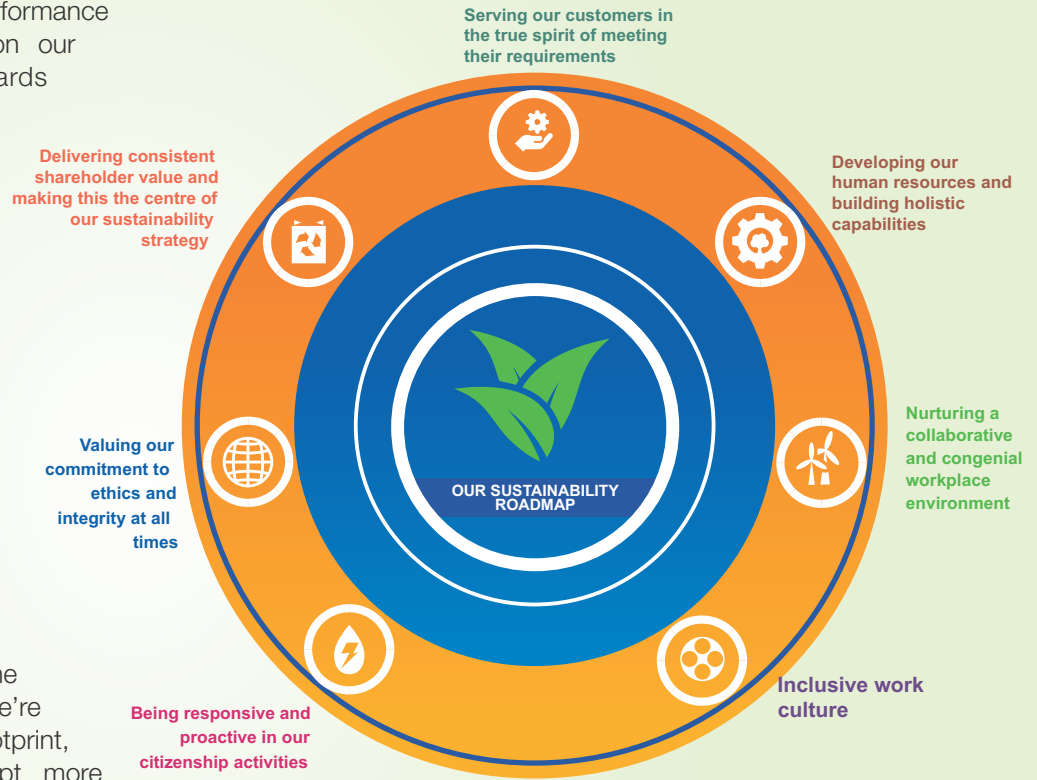 formance
on our
ards
Serving our customers in
the true spirit of meeting
their requirements
Delivering consistent
shareholder value and
making this the centre of
our sustainability
strategy
Developing our
human resources and
building holistic
capabilities
Valuing our
commitment to
ethics and
integrity at all
times
OUR SUSTAINABILITY
ROADMAP
Nurturing a
collaborative
and congenial
workplace
environment
Being responsive and
proactive in our
citizenship activities
Inclusive work
culture
ne
e're
otprint,
pt more